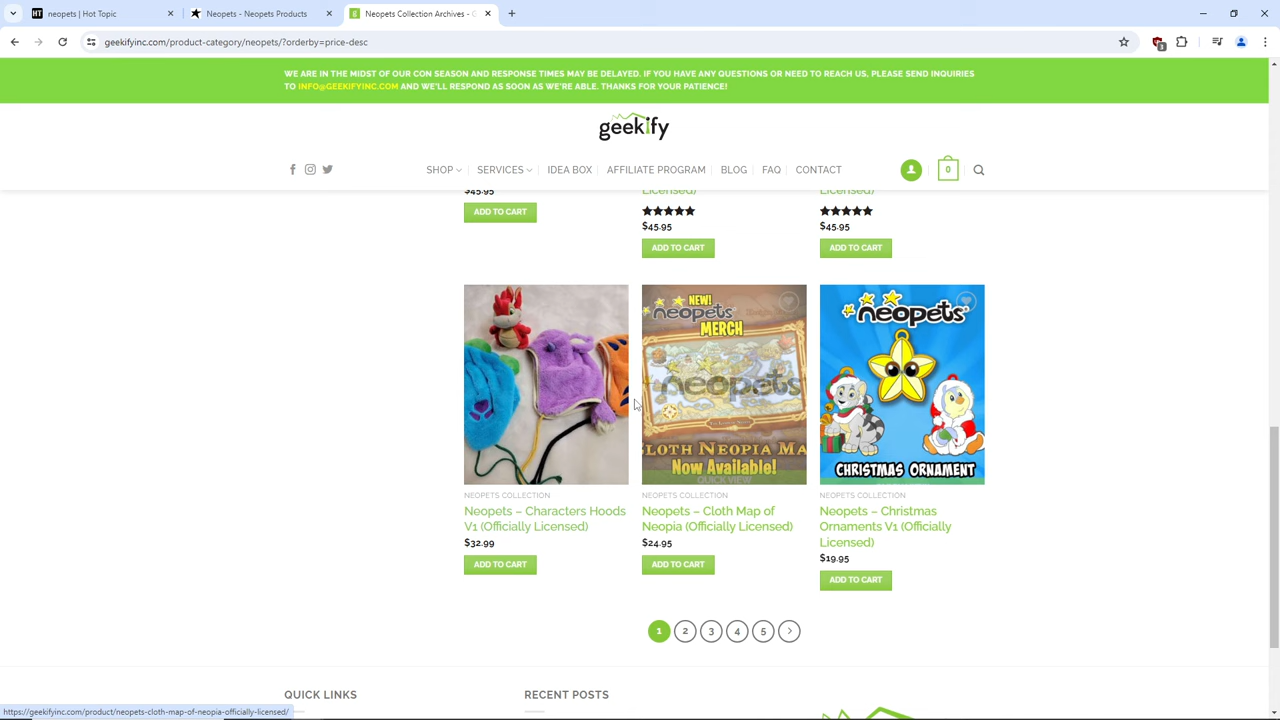 neopets | Hot Topic
Neopets - Neopets Products
Neopets Collection Archives - G
geekifyinc.com/product-category/neopets/?orderby=price-desc
3
WE ARE IN THE MIDST OF OUR CON SEASON AND RESPONSE TIMES MAY BE DELAYED. IF YOU HAVE ANY QUESTIONS OR NEED TO REACH US, PLEASE SEND INQUIRIES
TO INFO@GEEKIFYINC.COM AND WE'LL RESPOND AS SOON AS WE'RE ABLE. THANKS FOR YOUR PATIENCE!
geekify
SHOP SERVICES IDEA BOX AFFILIATE PROGRAM BLOG FAQ CONTACT 0
Licensed) Licensed)
$45.95
ADD TO CART
$45.95 $45.95
ADD TO CART ADD TO CART
NEW!
neopets
MERCH
neopets
CLOTH NEOPIA MA
Now Available!
QUICK VIEW
neopets
CHRISTMAS ORNAMENT
NEOPETS COLLECTION
Neopets – Characters Hoods
V1 (Officially Licensed)
$32.99
ADD TO CART
NEOPETS COLLECTION
Neopets – Cloth Map of
Neopia (Officially Licensed)
$24.95
ADD TO CART
NEOPETS COLLECTION
Neopets – Christmas
Ornaments V1 (Officially
Licensed)
$19.95
ADD TO CART
1 2 3 4 5
QUICK LINKS
RECENT POSTS
https://geekifyinc.com/product/neopets-cloth-map-of-neopia-officially-licensed/